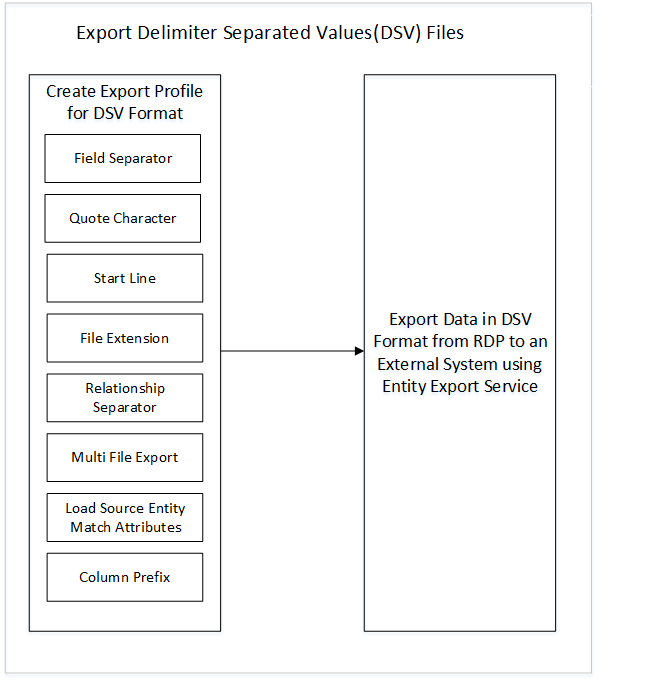 Export Delimiter Separated Values(DSV) Files
Create Export Profile
for DSV Format
Field Separator
Quote Character
Start Line
File Extension
Relationship
Separator
Multi File Export
Load Source Entity
Match Attributes
Column Prefix
Export Data in DSV
Format from RDP to an
External System using
Entity Export Service